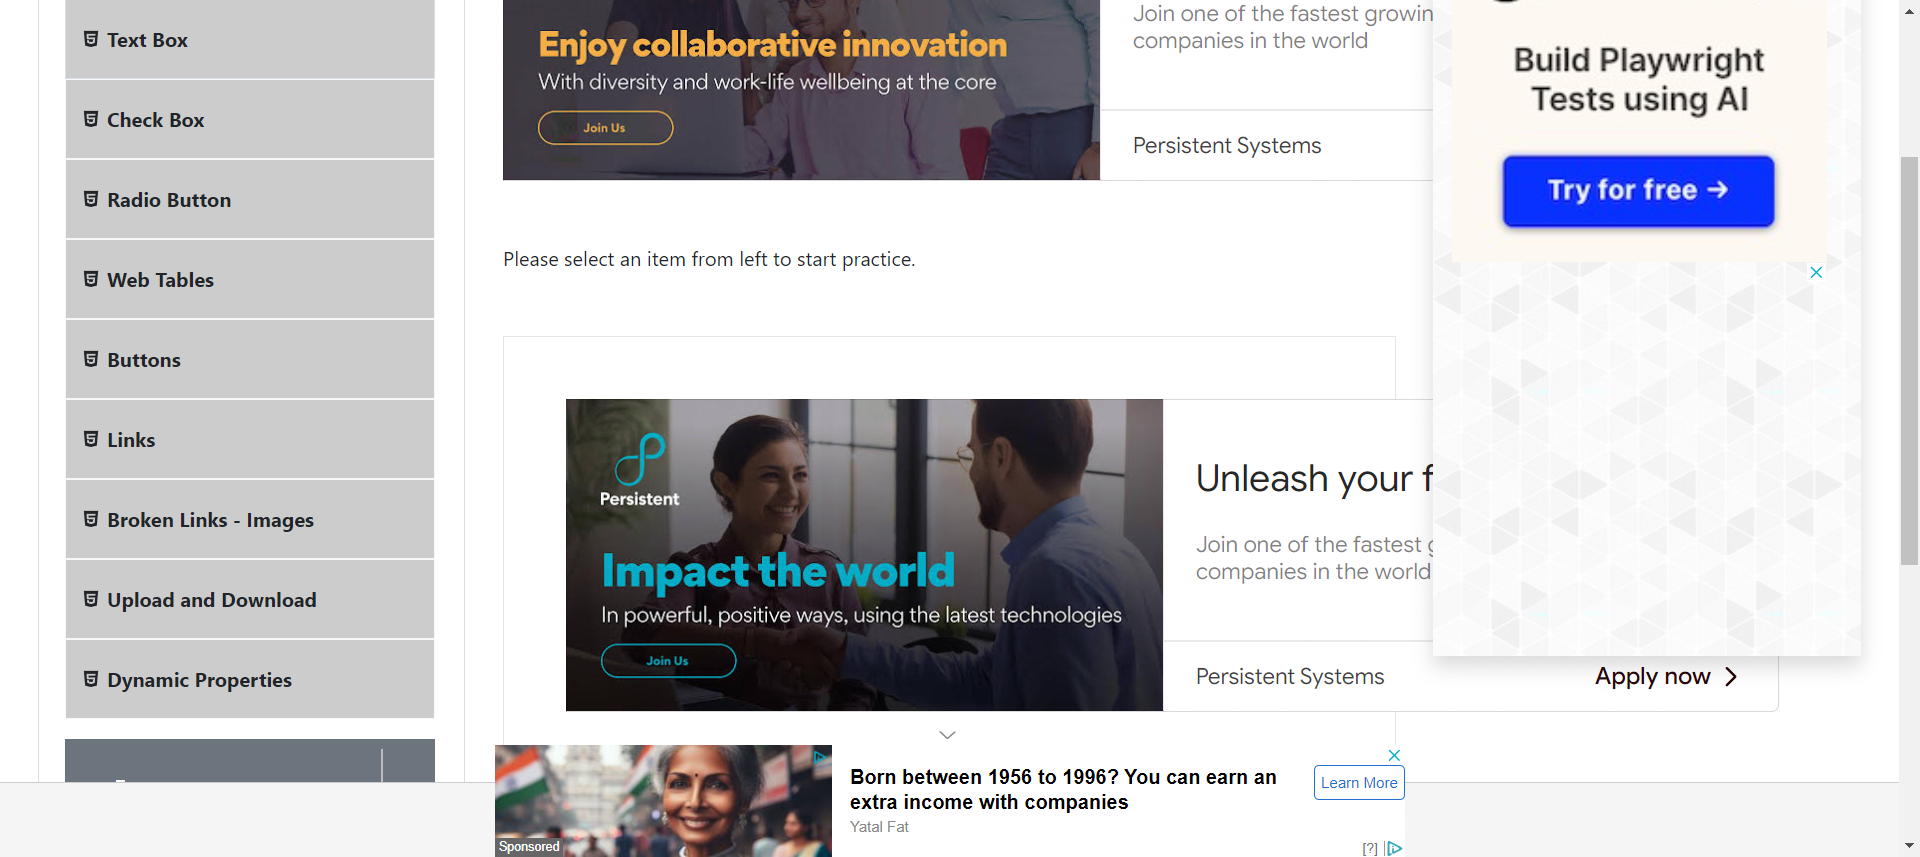 Text Box
Check Box
Radio Button
Web Tables
Buttons
Links
Broken Links - Images
Upload and Download
Dynamic Properties
Enjoy collaborative innovation
With diversity and work-life wellbeing at the core
Join Us
Join one of the fastest growin
companies in the world
Persistent Systems
Build Playwright
Tests using AI
Try for free →
Please select an item from left to start practice.
Persistent
Impact the world
In powerful, positive ways, using the latest technologies
Join Us
Unleash your f
Join one of the fastest g
companies in the world
Persistent Systems
Apply now
Sponsored
Born between 1956 to 1996? You can earn an
extra income with companies
Yatal Fat
Learn More
[?]